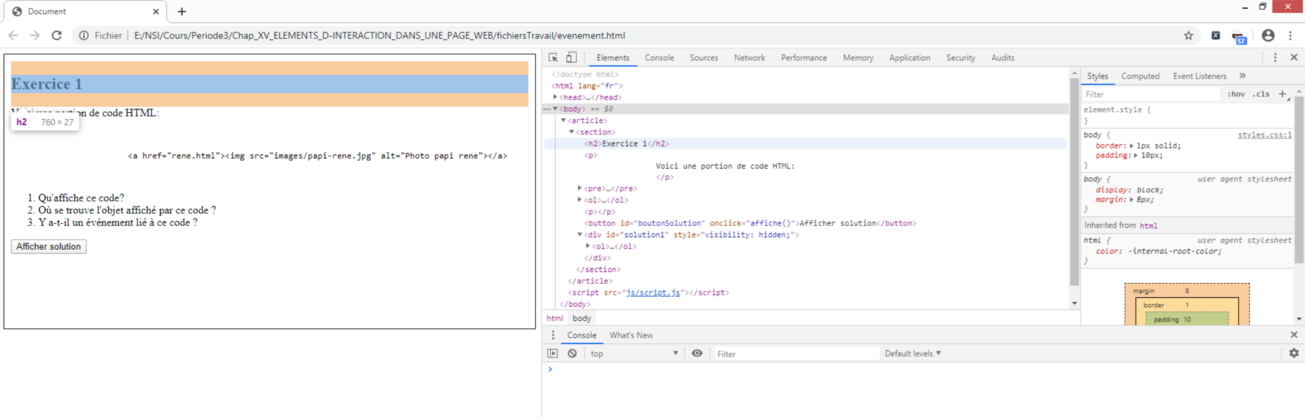 Document
Fichier | E:/NSI/Cours/Periode3/Chap_XV_ELEMENTS_D-INTERACTION_DANS_UNE_PAGE_WEB/fichiersTravail/evenement.html
57
Exercice 1
portion de code HTML:
h2 760 × 27
<a href="rene.html"><img src="images/papi-rene.jpg" alt="Photo papi rene"></a>
1. Qu'affiche ce code?
2. Où se trouve l'objet affiché par ce code ?
3. Y a-t-il un événement lié à ce code ?
Afficher solution
Elements Console Sources Network Performance Memory Application Security Audits
<!doctype html>
<html lang="fr">
<head>…</head>
<body> == $0
<article>
<section>
<h2>Exercice 1</h2>
<p>
Voici une portion de code HTML:
</p>
<pre>…</pre>
<ol>…</ol>
<p></p>
<button id="boutonSolution" onclick="affiche()">Afficher solution</button>
<div id="solution1" style="visibility: hidden;">
<ol>…</ol>
</div>
</section>
</article>
<script src="js/script.js"></script>
</body>
html body
Styles Computed Event Listeners »
Filter :hov .cls +
element.style {
}
body { styles.css:1
border: 1px solid;
padding: 10px;
}
body { user agent stylesheet
display: block;
margin: 8px;
}
Inherited from html
html { user agent stylesheet
color: -internal-root-color;
}
margin 8
border 1
padding 10
Console What's New
top Filter Default levels